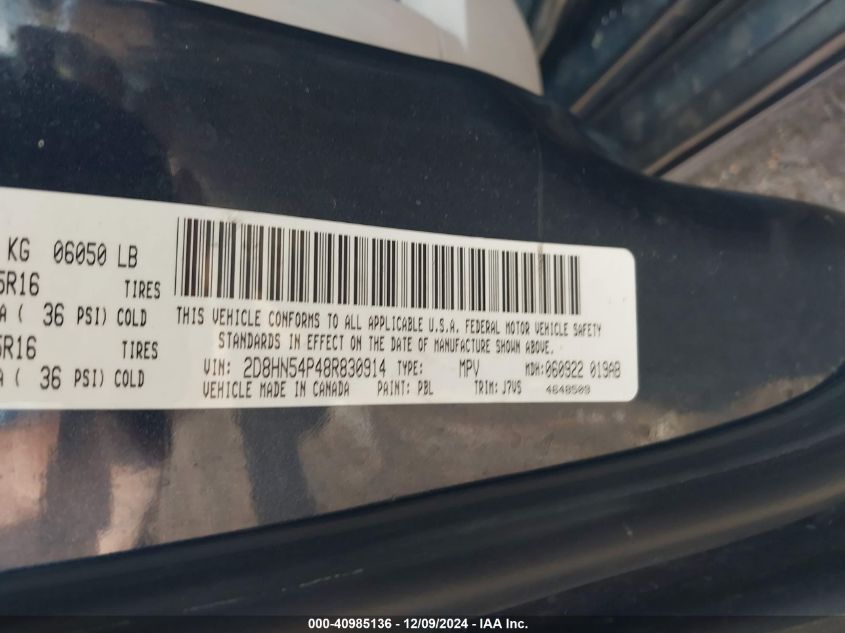 KG 06050 LB
5R16 TIRES
A ( 36 PSI) COLD
5R16 TIRES
A ( 36 PSI) COLD
THIS VEHICLE CONFORMS TO ALL APPLICABLE U.S.A. FEDERAL MOTOR VEHICLE SAFETY
STANDARDS IN EFFECT ON THE DATE OF MANUFACTURE SHOWN ABOVE.
VIN: 2D8HN54P48R830914 TYPE: MPV MDH: 060922 019AB
VEHICLE MADE IN CANADA PAINT: PBL TRIM: J7VS 4648509
000-40985136 - 12/09/2024 - IAA Inc.